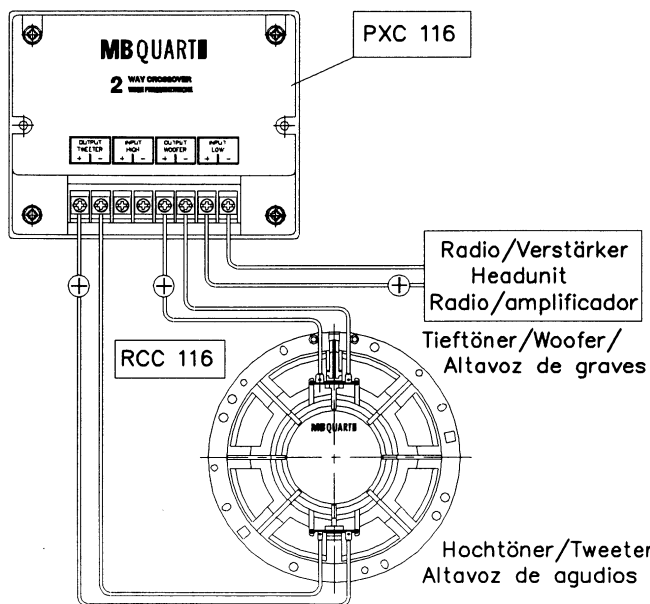 PXC 116
MB QUART
2 WAY CROSSOVER
OUTPUT TWEETER
+ -
INPUT HIGH
+ -
OUTPUT WOOFER
+ -
INPUT LOW
+ -
Radio/Verstärker
Headunit
Radio/amplificador
+
+
+
RCC 116
Tieftöner/Woofer/
Altavoz de graves
MB QUART
Hochtöner/Tweeter
Altavoz de agudios